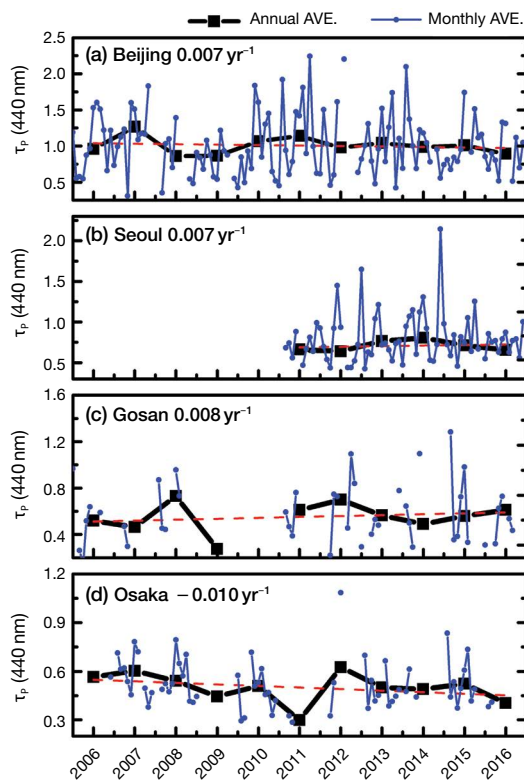 Annual AVE. Monthly AVE.
(a) Beijing 0.007 yr⁻¹
2.5
2.0
1.5
1.0
0.5
τₚ (440 nm)
(b) Seoul 0.007 yr⁻¹
2.0
1.5
1.0
0.5
τₚ (440 nm)
(c) Gosan 0.008 yr⁻¹
1.6
1.2
0.8
0.4
τₚ (440 nm)
(d) Osaka −0.010 yr⁻¹
1.2
0.9
0.6
0.3
τₚ (440 nm)
2006 2007 2008 2009 2010 2011 2012 2013 2014 2015 2016